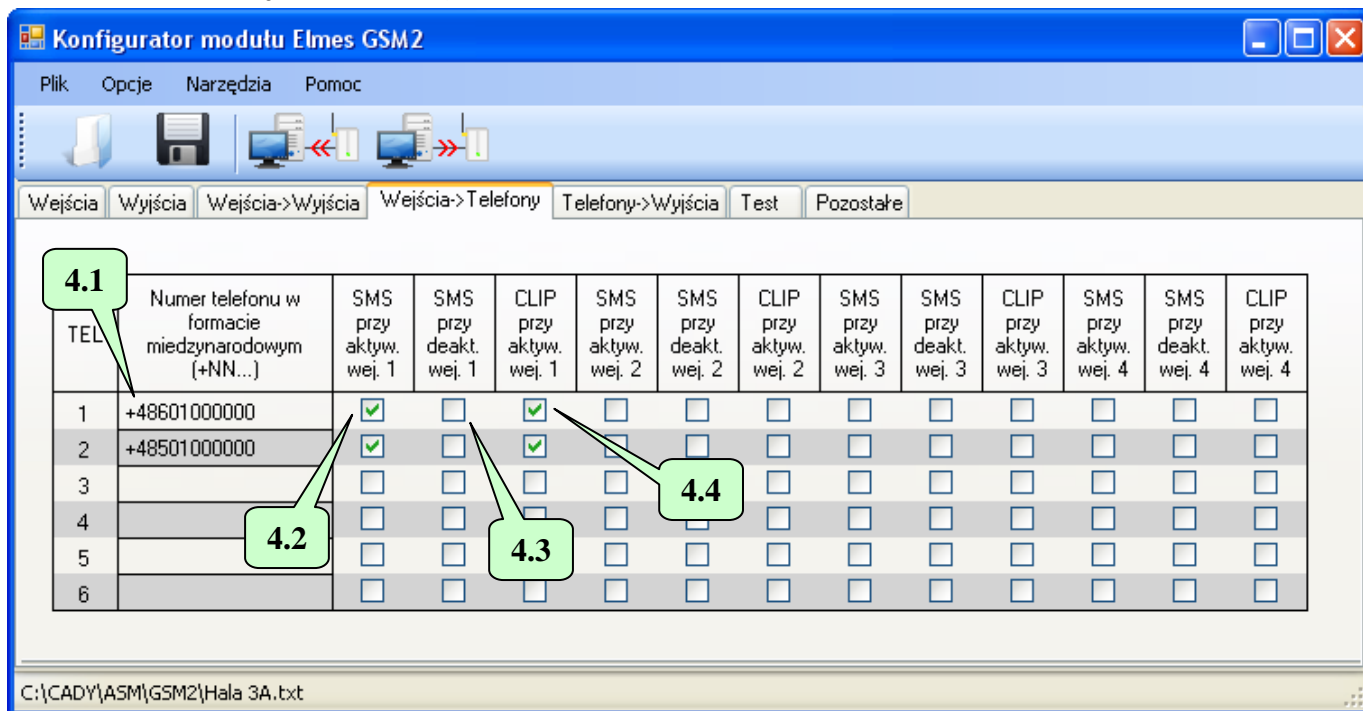 Konfigurator modułu Elmes GSM2
Plik Opcje Narzędzia Pomoc
Wejścia Wyjścia Wejścia->Wyjścia Wejścia->Telefony Telefony->Wyjścia Test Pozostałe
4.1
TEL
Numer telefonu w
formacie
miedzynarodowym
(+NN...)
SMS
przy
aktyw.
wej. 1
SMS
przy
deakt.
wej. 1
CLIP
przy
aktyw.
wej. 1
SMS
przy
aktyw.
wej. 2
SMS
przy
deakt.
wej. 2
CLIP
przy
aktyw.
wej. 2
SMS
przy
aktyw.
wej. 3
SMS
przy
deakt.
wej. 3
CLIP
przy
aktyw.
wej. 3
SMS
przy
aktyw.
wej. 4
SMS
przy
deakt.
wej. 4
CLIP
przy
aktyw.
wej. 4
1 +48601000000
2 +48501000000
3
4.4
4
4.2
4.3
5
6
C:\CADY\ASM\GSM2\Hala 3A.txt